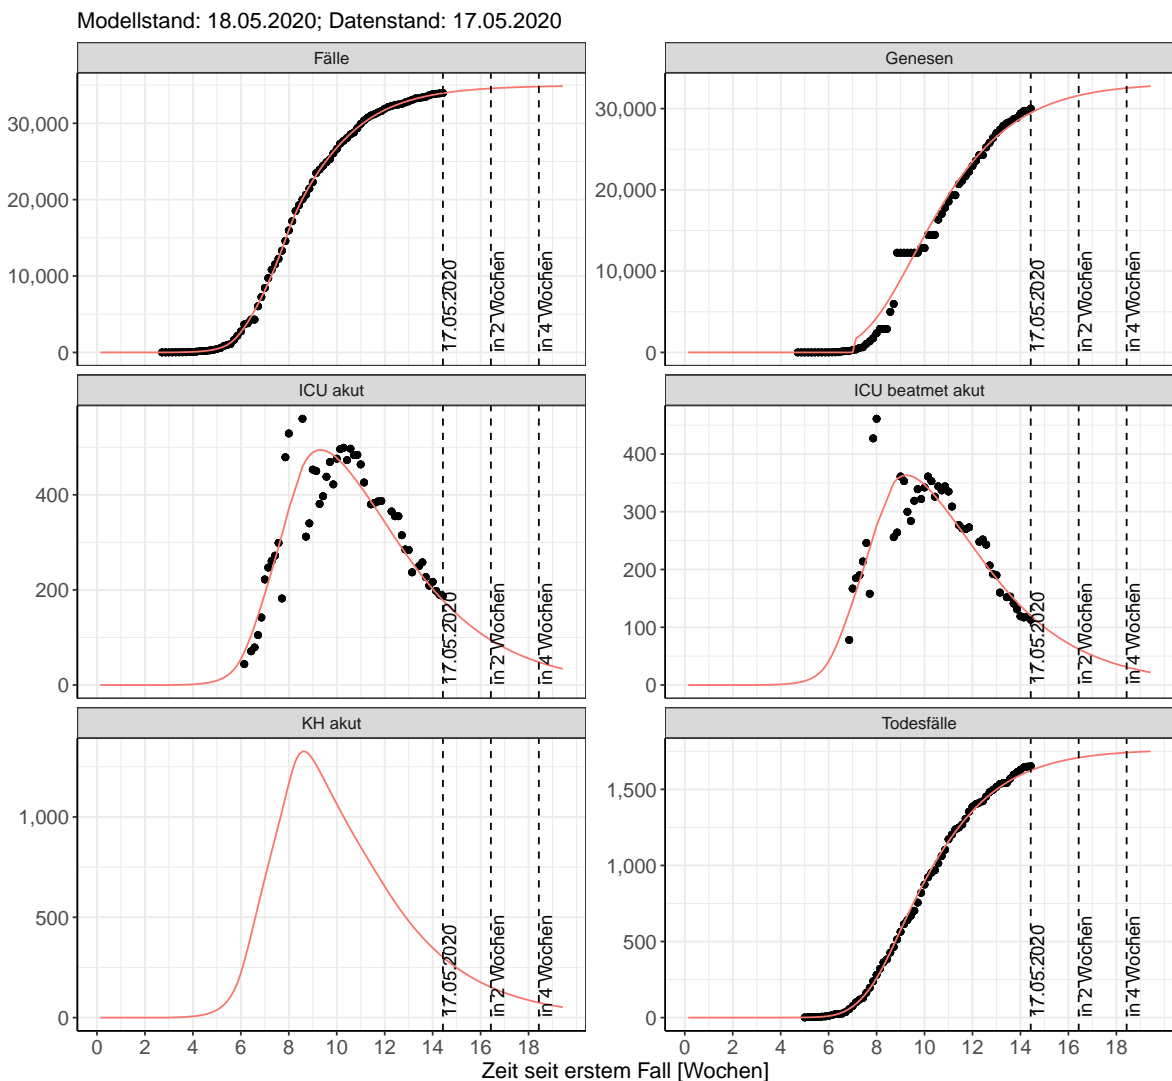 Modellstand: 18.05.2020; Datenstand: 17.05.2020
Fälle
Genesen
30,000
20,000
10,000
0
17.05.2020
in 2 Wochen
in 4 Wochen
30,000
20,000
10,000
0
17.05.2020
in 2 Wochen
in 4 Wochen
ICU akut
ICU beatmet akut
400
200
0
17.05.2020
in 2 Wochen
in 4 Wochen
400
300
200
100
0
17.05.2020
in 2 Wochen
in 4 Wochen
KH akut
Todesfälle
1,000
500
0
17.05.2020
in 2 Wochen
in 4 Wochen
1,500
1,000
500
0
17.05.2020
in 2 Wochen
in 4 Wochen
0 2 4 6 8 10 12 14 16 18
0 2 4 6 8 10 12 14 16 18
Zeit seit erstem Fall [Wochen]